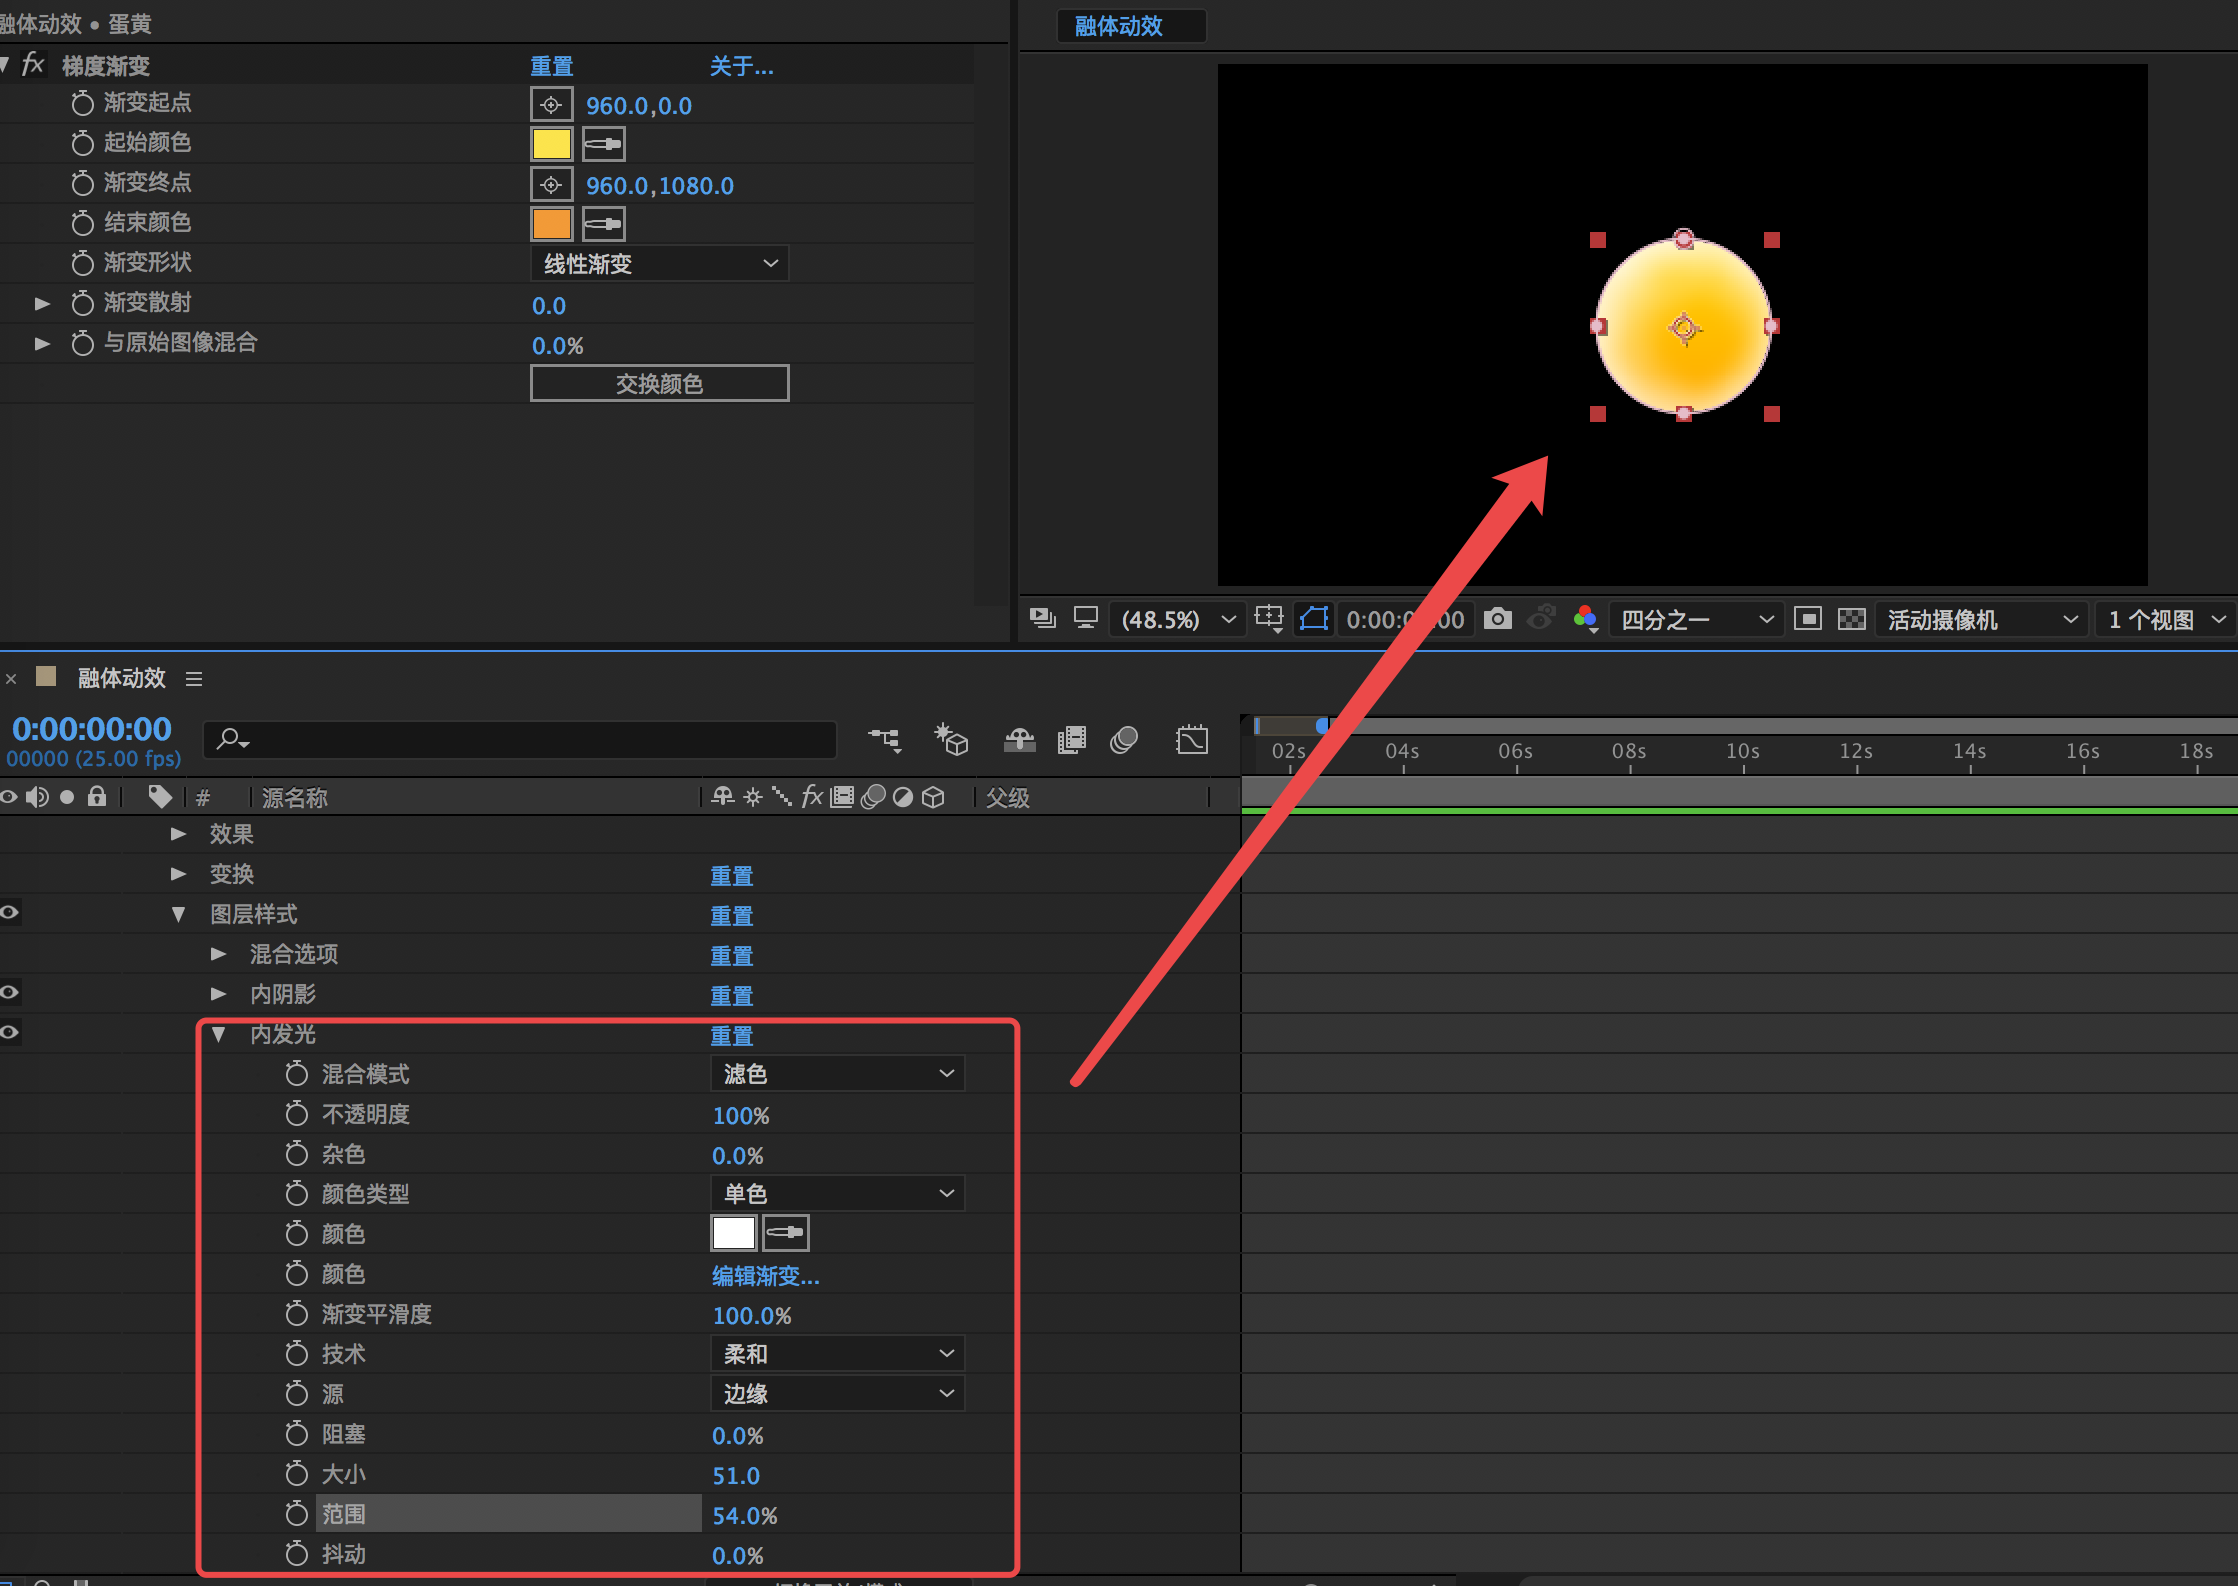 融体动效 • 蛋黄
fx 梯度渐变 重置 关于...
渐变起点 960.0,0.0
起始颜色
渐变终点 960.0,1080.0
结束颜色
渐变形状 线性渐变
渐变散射 0.0
与原始图像混合 0.0%
交换颜色
融体动效
(48.5%) 四分之一 活动摄像机 1 个视图
× 融体动效
0:00:00:00
00000 (25.00 fps)
02s 04s 06s 08s 10s 12s 14s 16s 18s
# 源名称 fx 父级
效果
变换 重置
图层样式 重置
混合选项 重置
内阴影 重置
内发光 重置
混合模式 滤色
不透明度 100%
杂色 0.0%
颜色类型 单色
颜色
颜色 编辑渐变...
渐变平滑度 100.0%
技术 柔和
源 边缘
阻塞 0.0%
大小 51.0
范围 54.0%
抖动 0.0%